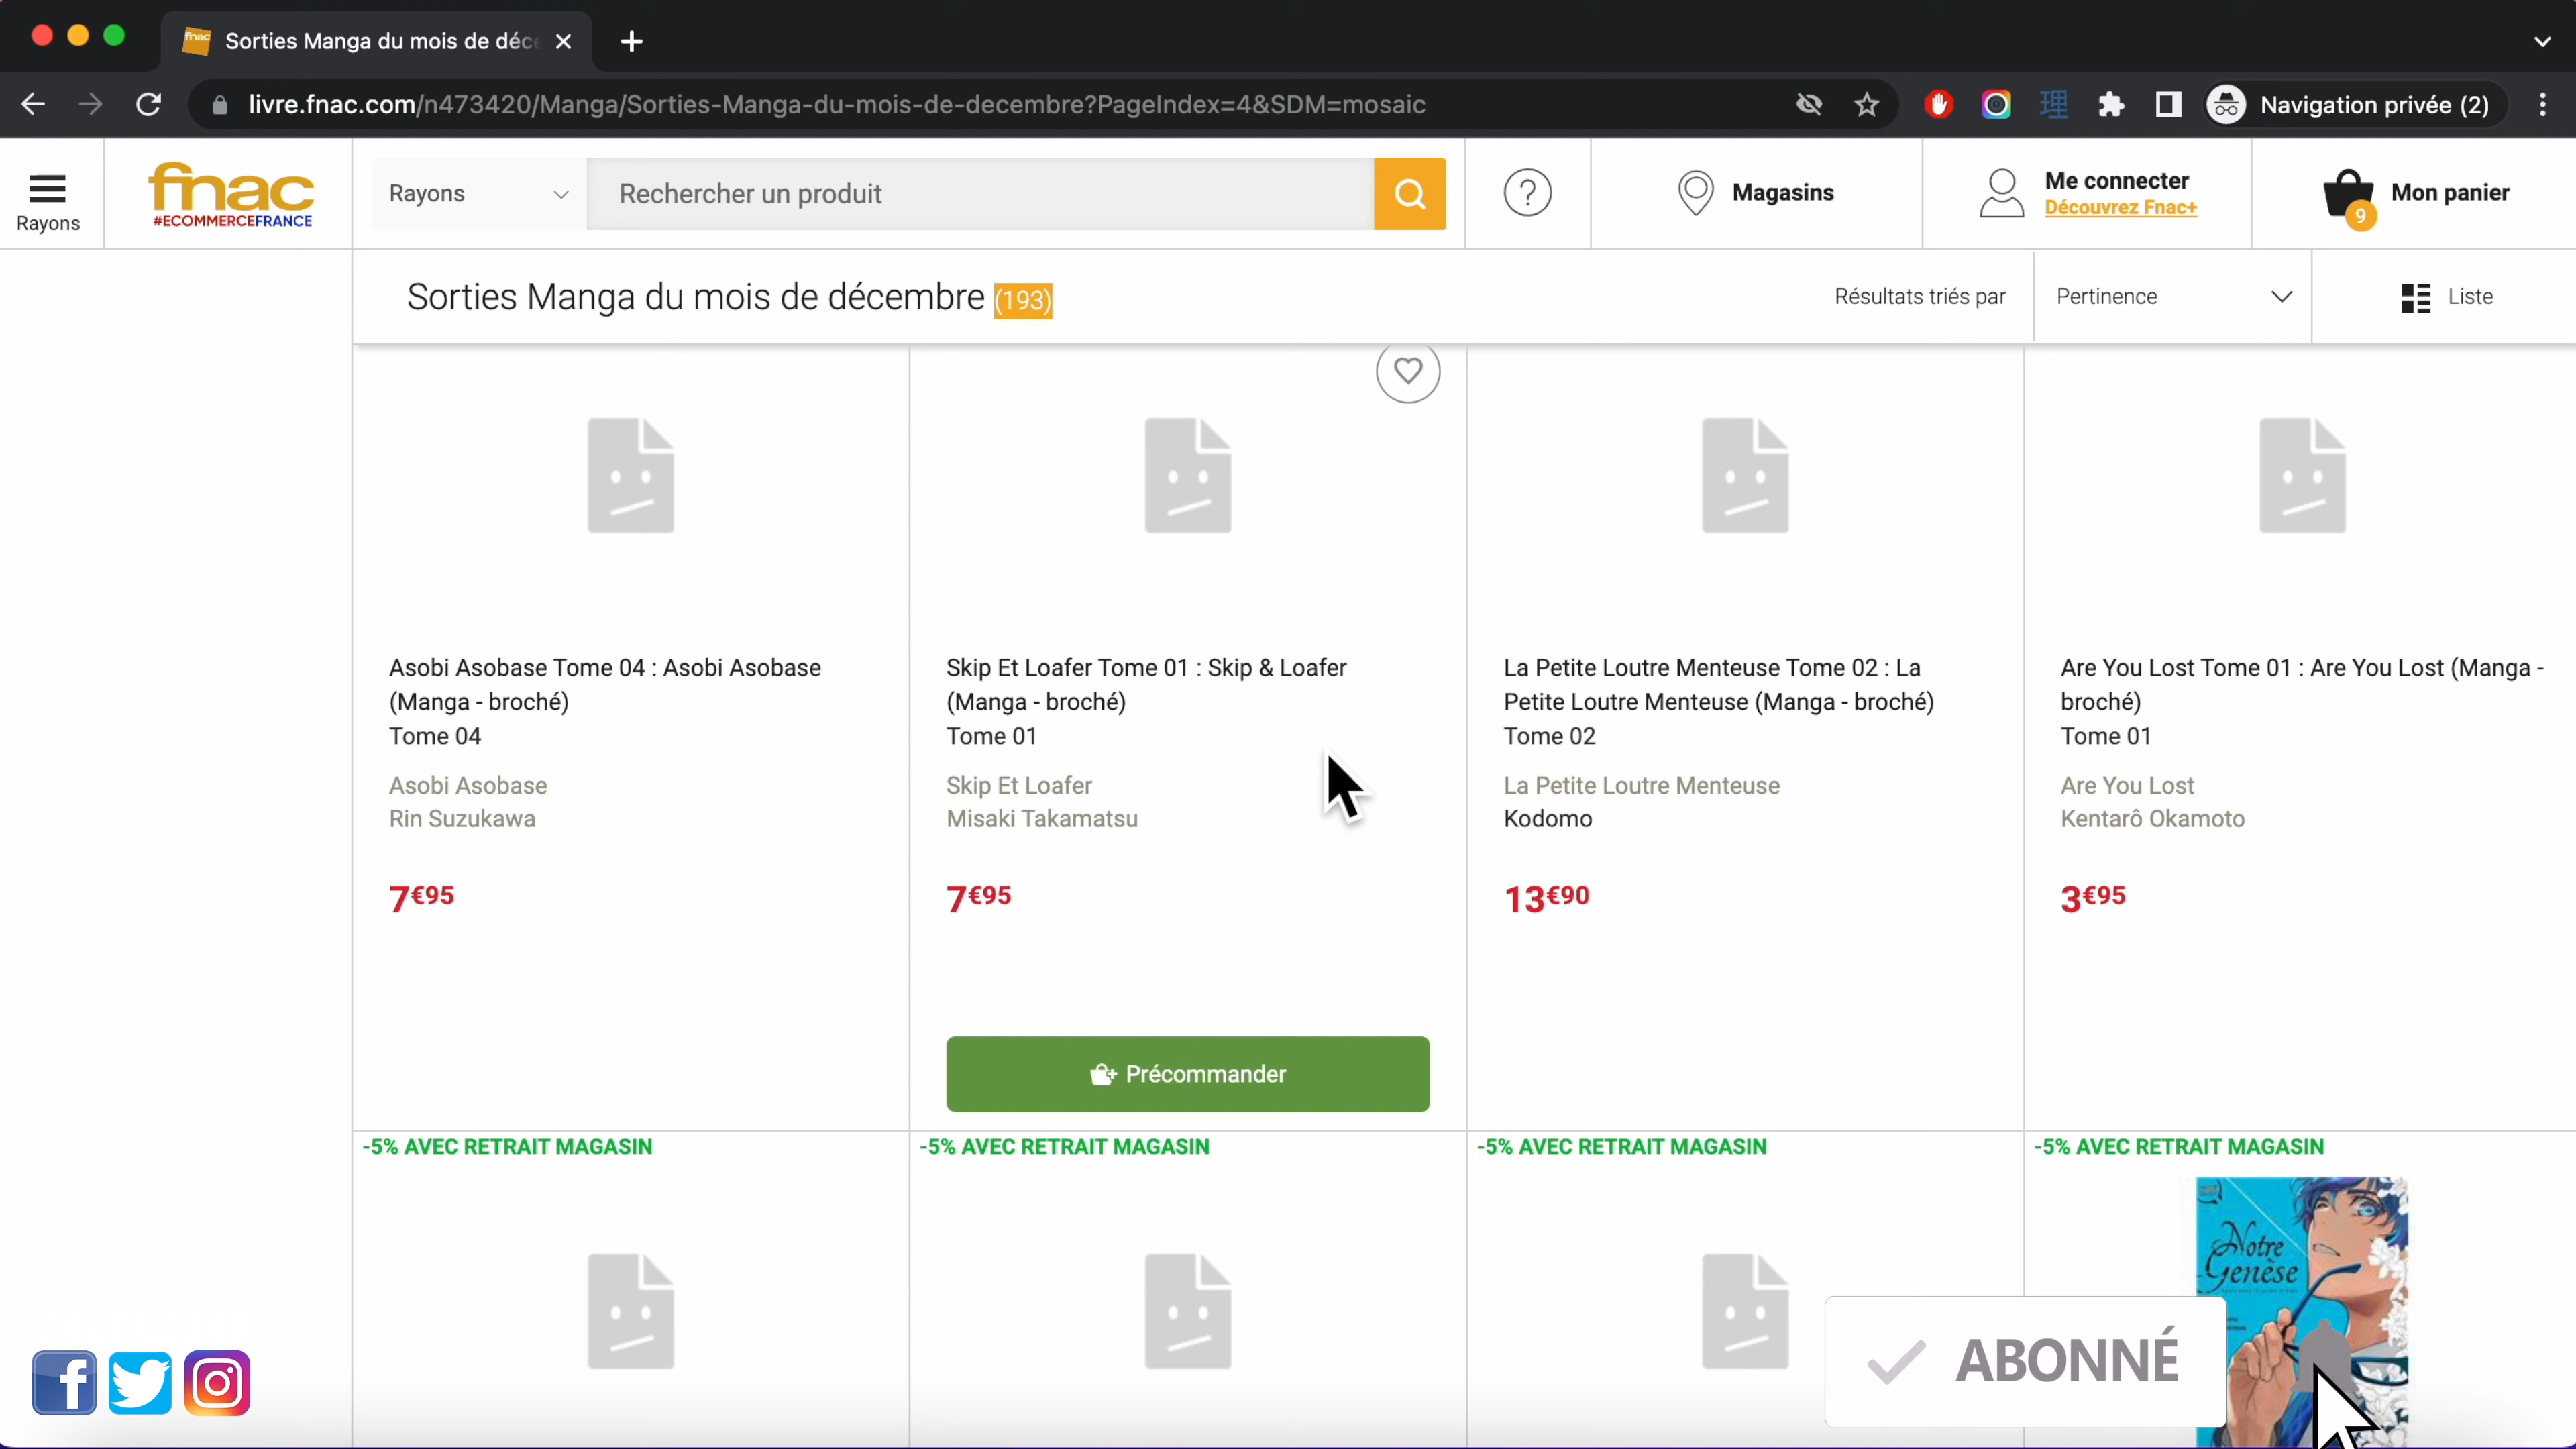 Sorties Manga du mois de déce
livre.fnac.com/n473420/Manga/Sorties-Manga-du-mois-de-decembre?PageIndex=4&SDM=mosaic
理
Navigation privée (2)
Rayons
fnac
#ECOMMERCEFRANCE
Rayons
Rechercher un produit
?
Magasins
Me connecter
Découvrez Fnac+
9
Mon panier
Sorties Manga du mois de décembre (193)
Résultats triés par
Pertinence
Liste
Asobi Asobase Tome 04 : Asobi Asobase
(Manga - broché)
Tome 04
Asobi Asobase
Rin Suzukawa
7€95
Skip Et Loafer Tome 01 : Skip & Loafer
(Manga - broché)
Tome 01
Skip Et Loafer
Misaki Takamatsu
7€95
Précommander
La Petite Loutre Menteuse Tome 02 : La
Petite Loutre Menteuse (Manga - broché)
Tome 02
La Petite Loutre Menteuse
Kodomo
13€90
Are You Lost Tome 01 : Are You Lost (Manga -
broché)
Tome 01
Are You Lost
Kentarô Okamoto
3€95
-5% AVEC RETRAIT MAGASIN
-5% AVEC RETRAIT MAGASIN
-5% AVEC RETRAIT MAGASIN
-5% AVEC RETRAIT MAGASIN
Notre
Genèse
ABONNÉ